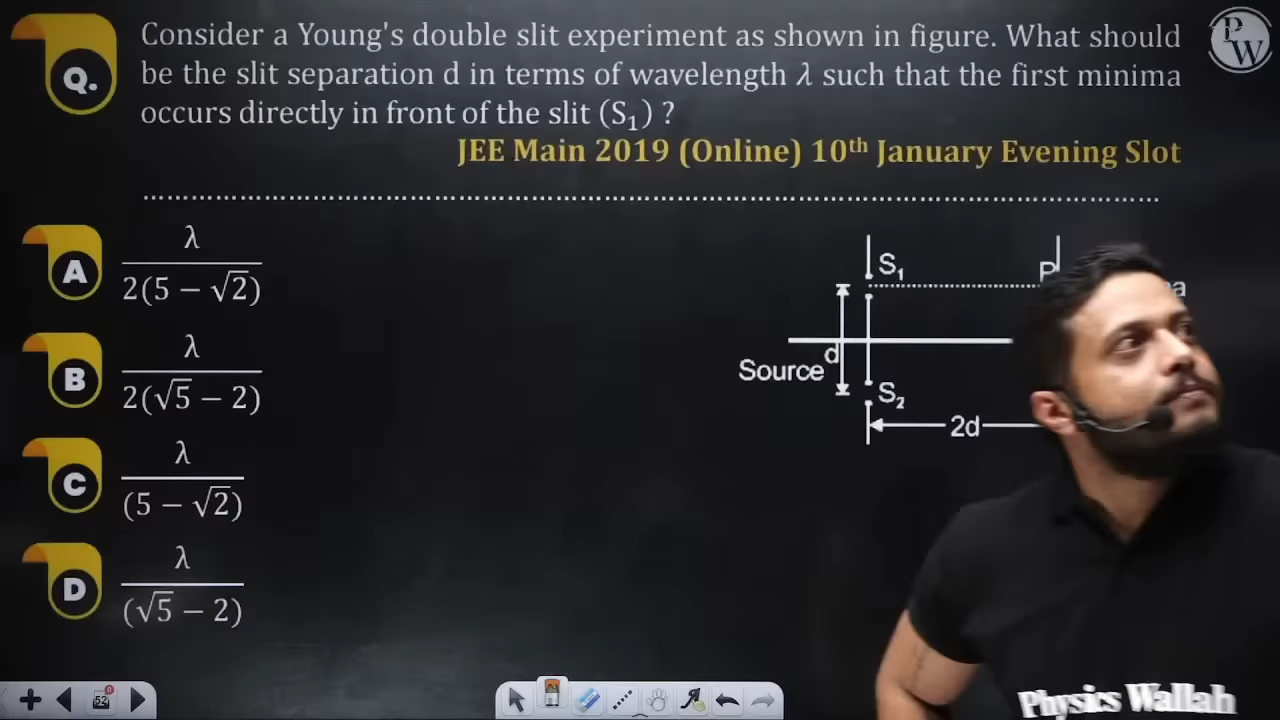 Q.
Consider a Young's double slit experiment as shown in figure. What should
be the slit separation d in terms of wavelength λ such that the first minima
occurs directly in front of the slit (S₁) ?
JEE Main 2019 (Online) 10th January Evening Slot
PW
A
λ
2(5 − √2)
B
λ
2(√5 − 2)
C
λ
(5 − √2)
D
λ
(√5 − 2)
S₁
P
d
Source
S₂
2d
52
Physics Wallah